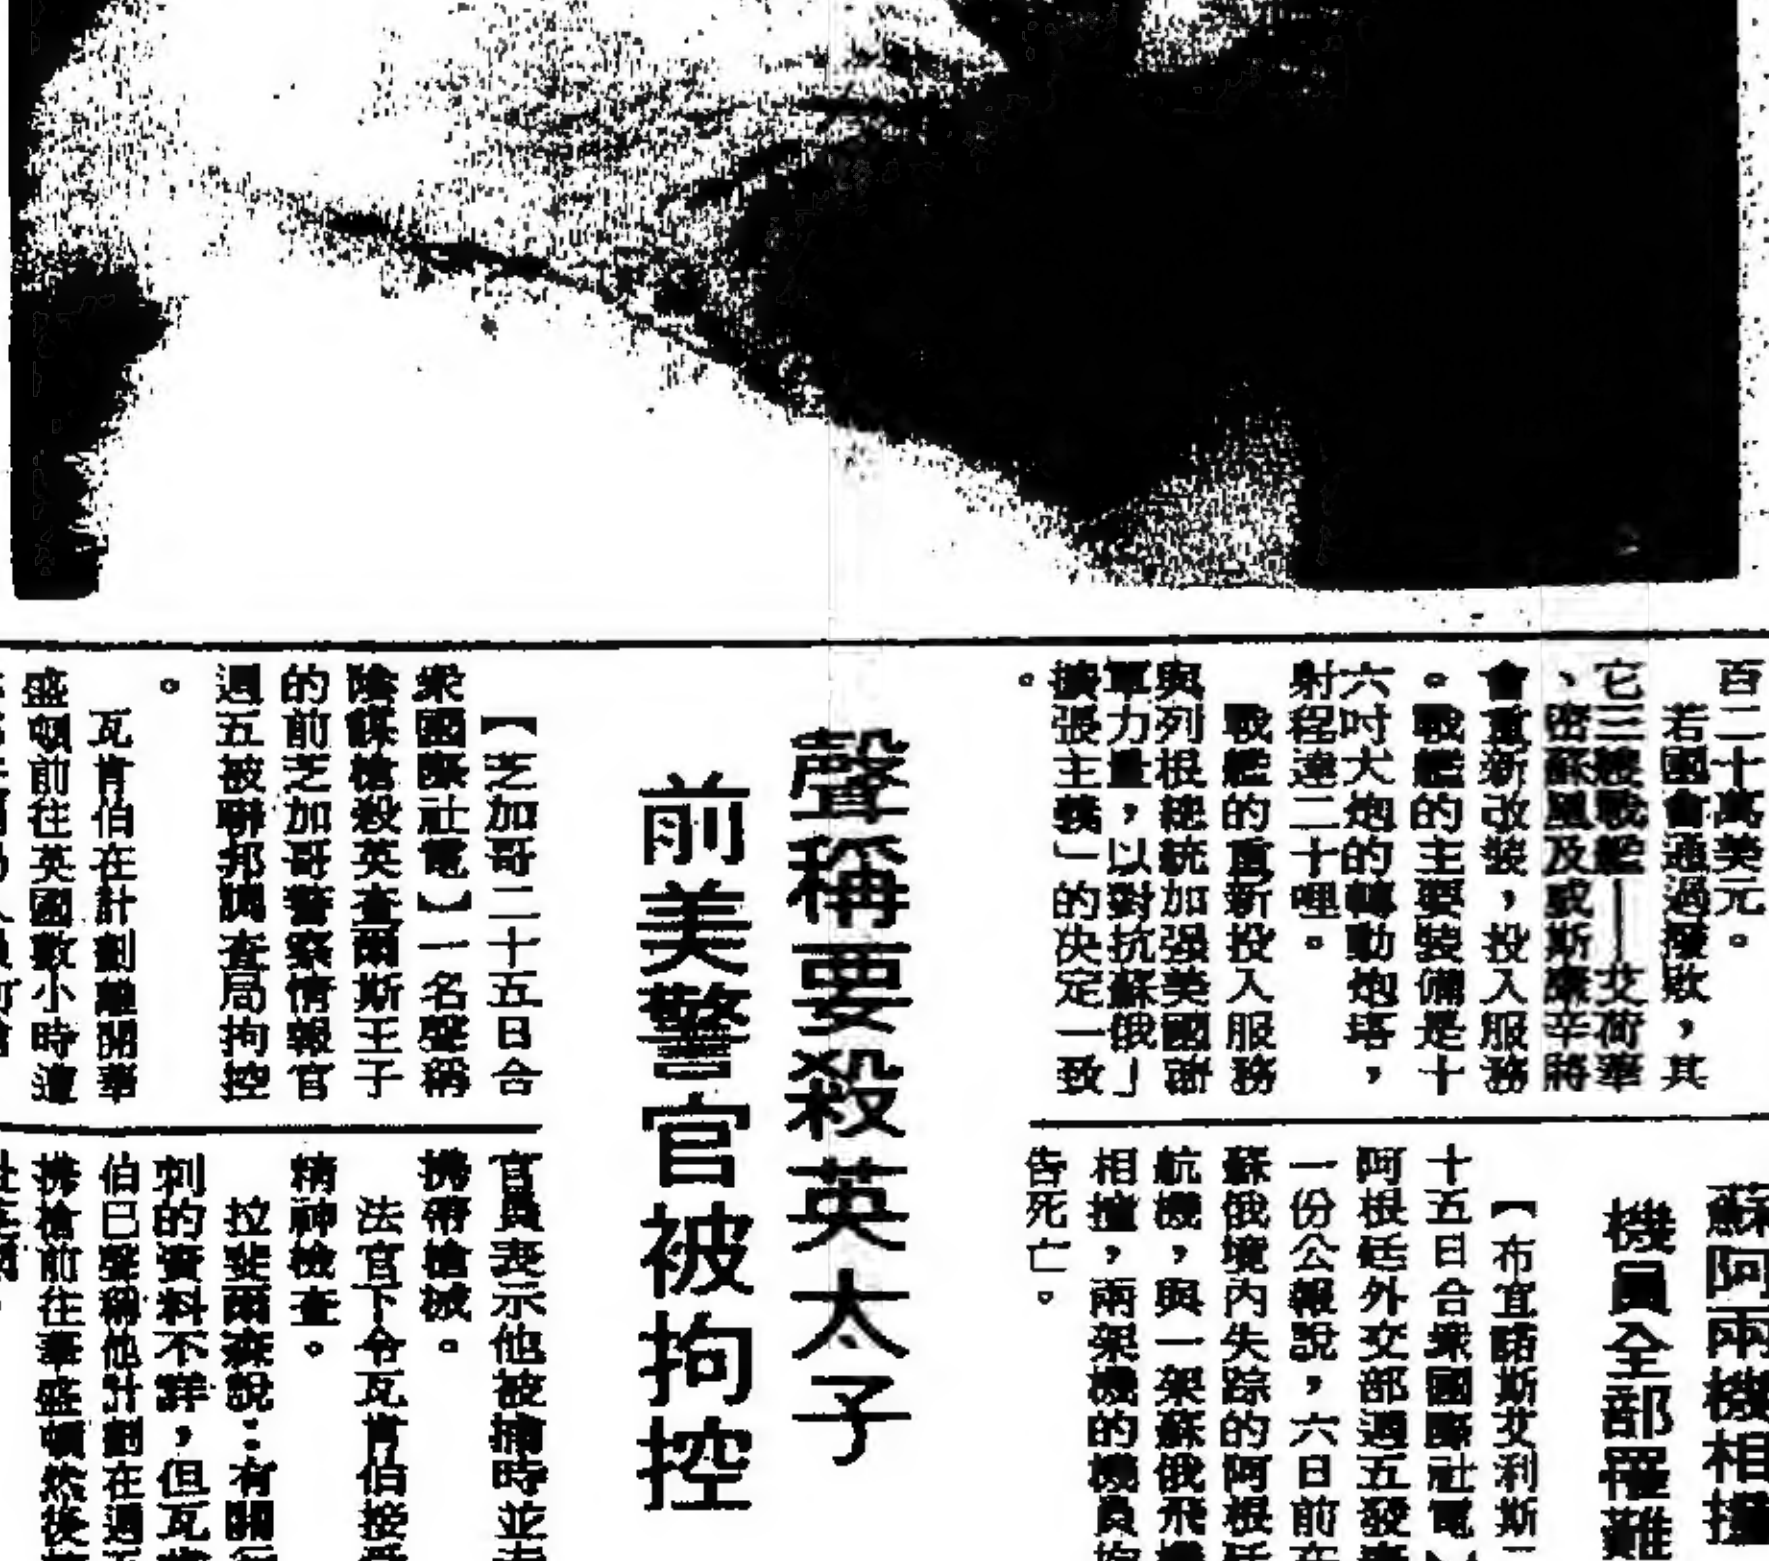 百二十萬美元。
若國會通過撥欵，其
它三艘戰艦——艾荷華
、密蘇里及威斯康辛將
會重新改裝，投入服務
。戰艦的主要裝備是十
六吋大炮的轉動炮塔，
射程達二十哩。
戰艦的重新投入服務
與列根總統加强美國
軍力量，以對抗蘇俄「
擴張主義」的决定一致
。
蘇阿兩機相撞
機員全部罹難
【布宜諾斯艾利斯二
十五日合衆國際社電】
阿根廷外交部週五發表
一份公報說，六日前在
蘇俄境内失踪的阿根廷
航機，與一架蘇俄飛機
相撞，兩架機的機員
告死亡。
聲稱要殺英太子
前美警官被拘控
【芝加哥二十五日合
衆國際社電】一名聲稱
陰謀槍殺英查爾斯王子
的前芝加哥警察情報官
週五被聯邦調查局拘控
。
瓦肯伯在計劃離開華
盛頓前往英國數小時遭
官員表示他被捕時並
携帶槍械。
法官下令瓦肯伯接
精神檢查。
拉斐爾森說：有關
刺的資料不詳，但瓦
伯已聲稱他計劃在週
携槍前往華盛頓然後